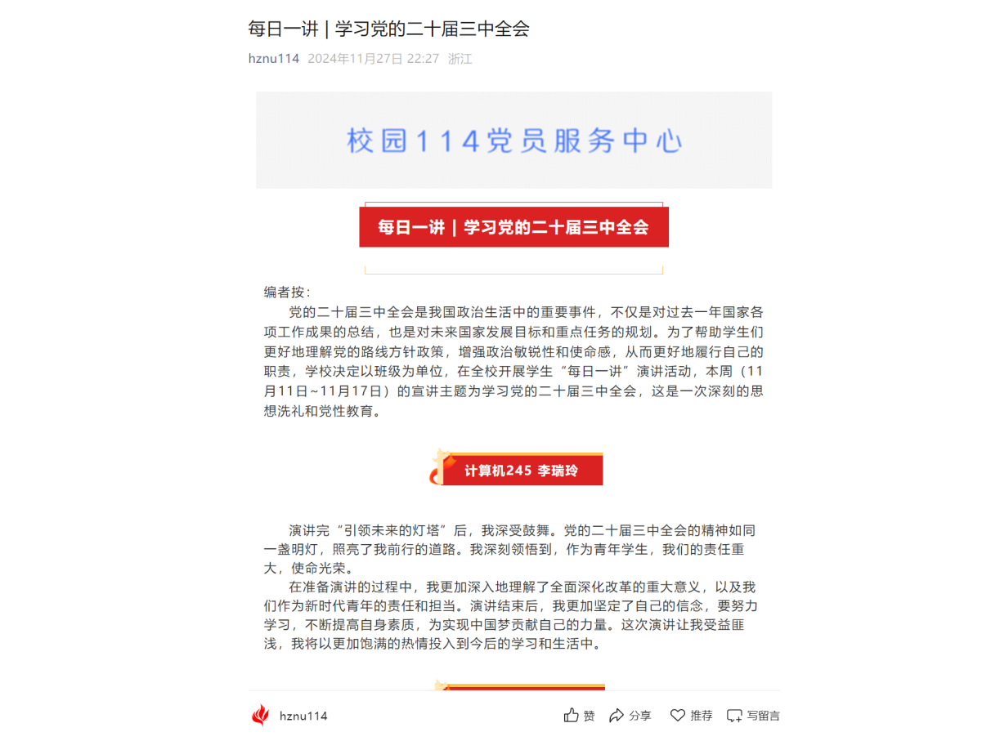 每日一讲 | 学习党的二十届三中全会
hznu114 2024年11月27日 22:27 浙江
校园114党员服务中心
每日一讲 | 学习党的二十届三中全会
编者按：
党的二十届三中全会是我国政治生活中的重要事件，不仅是对过去一年国家各
项工作成果的总结，也是对未来国家发展目标和重点任务的规划。为了帮助学生们
更好地理解党的路线方针政策，增强政治敏锐性和使命感，从而更好地履行自己的
职责，学校决定以班级为单位，在全校开展学生“每日一讲”演讲活动，本周（11
月11日~11月17日）的宣讲主题为学习党的二十届三中全会，这是一次深刻的思
想洗礼和党性教育。
计算机245 李瑞玲
演讲完“引领未来的灯塔”后，我深受鼓舞。党的二十届三中全会的精神如同
一盏明灯，照亮了我前行的道路。我深刻领悟到，作为青年学生，我们的责任重
大，使命光荣。
在准备演讲的过程中，我更加深入地理解了全面深化改革的重大意义，以及我
们作为新时代青年的责任和担当。演讲结束后，我更加坚定了自己的信念，要努力
学习，不断提高自身素质，为实现中国梦贡献自己的力量。这次演讲让我受益匪
浅，我将以更加饱满的热情投入到今后的学习和生活中。
hznu114 赞 分享 推荐 写留言